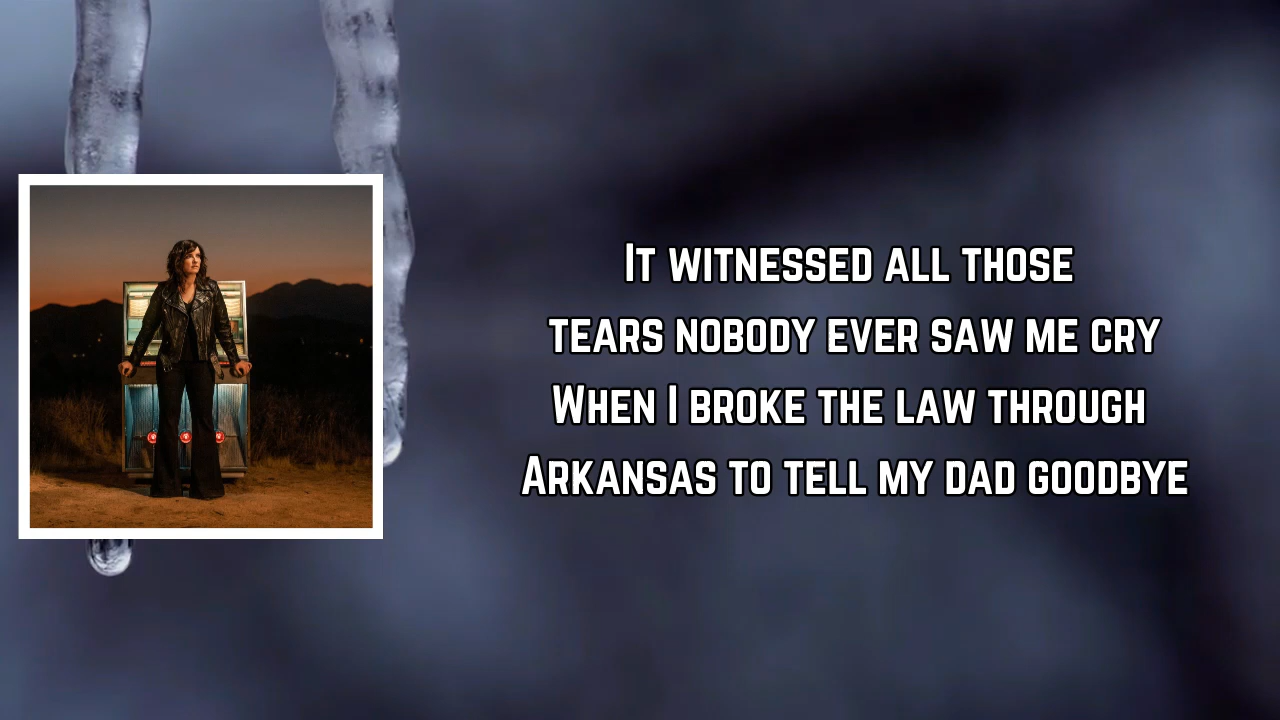 It witnessed all those
tears nobody ever saw me cry
When I broke the law through
Arkansas to tell my dad goodbye